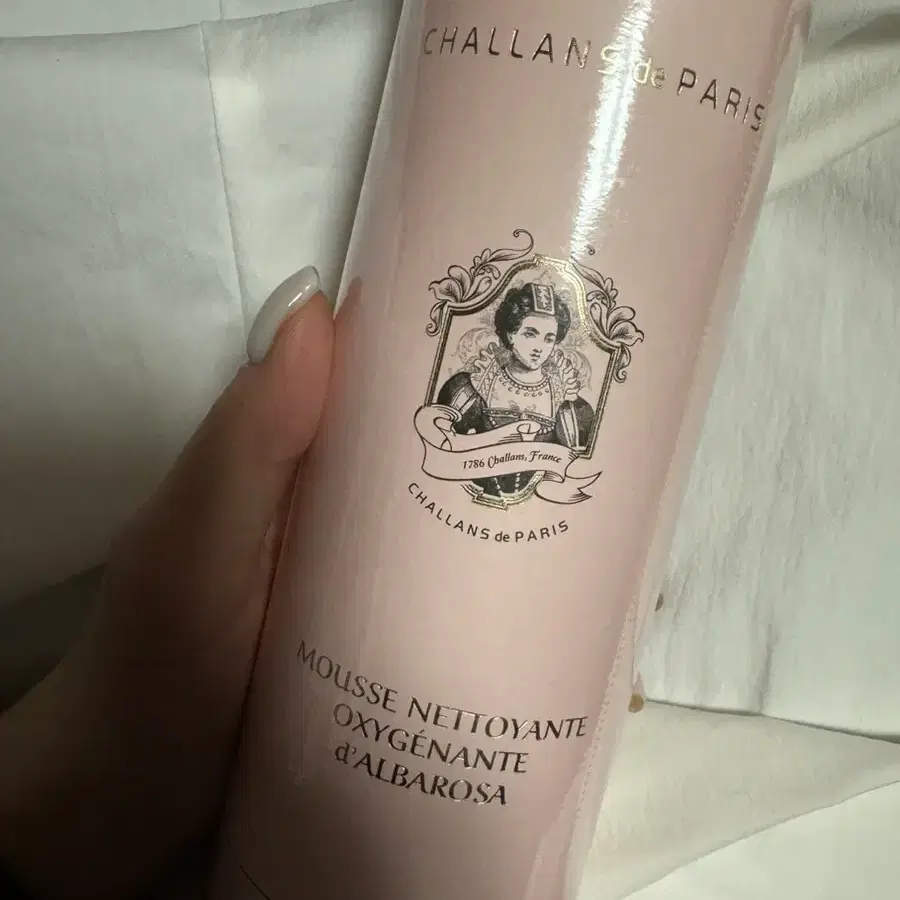 CHALLANS de PARIS
1786 Challans, France
CHALLANS de PARIS
MOUSSE NETTOYANTE
OXYGÉNANTE
d'ALBAROSA